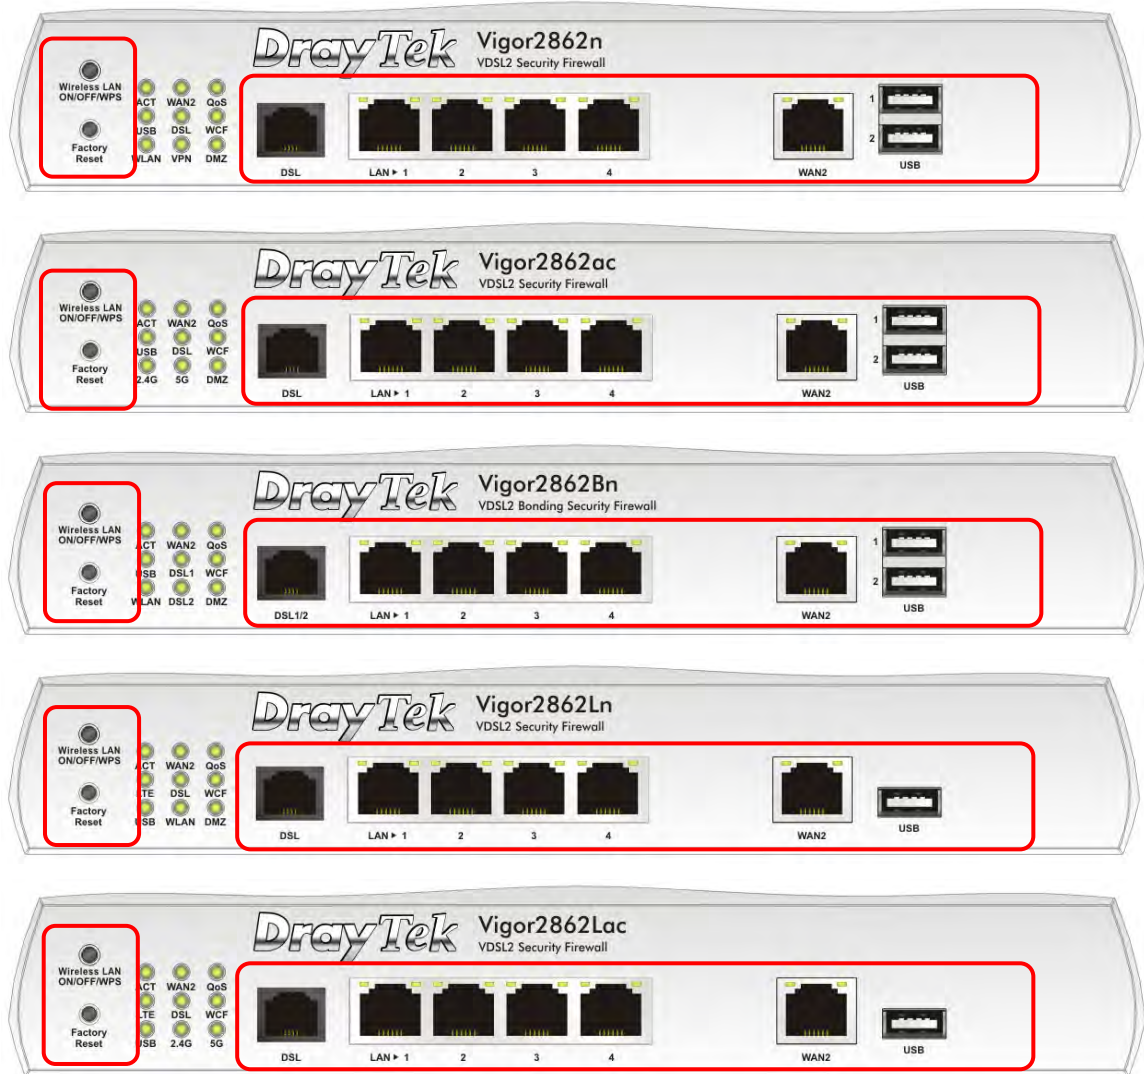 DrayTek Vigor2862n
VDSL2 Security Firewall
Wireless LAN
ON/OFF/WPS
Factory
Reset
ACT WAN2 QoS
USB DSL WCF
WLAN VPN DMZ
1
2
DSL LAN ▶ 1 2 3 4 WAN2 USB
DrayTek Vigor2862ac
VDSL2 Security Firewall
Wireless LAN
ON/OFF/WPS
Factory
Reset
ACT WAN2 QoS
USB DSL WCF
2.4G 5G DMZ
1
2
DSL LAN ▶ 1 2 3 4 WAN2 USB
DrayTek Vigor2862Bn
VDSL2 Bonding Security Firewall
Wireless LAN
ON/OFF/WPS
Factory
Reset
ACT WAN2 QoS
USB DSL1 WCF
WLAN DSL2 DMZ
1
2
DSL1/2 LAN ▶ 1 2 3 4 WAN2 USB
DrayTek Vigor2862Ln
VDSL2 Security Firewall
Wireless LAN
ON/OFF/WPS
Factory
Reset
ACT WAN2 QoS
LTE DSL WCF
USB WLAN DMZ
DSL LAN ▶ 1 2 3 4 WAN2 USB
DrayTek Vigor2862Lac
VDSL2 Security Firewall
Wireless LAN
ON/OFF/WPS
Factory
Reset
ACT WAN2 QoS
LTE DSL WCF
USB 2.4G 5G
DSL LAN ▶ 1 2 3 4 WAN2 USB